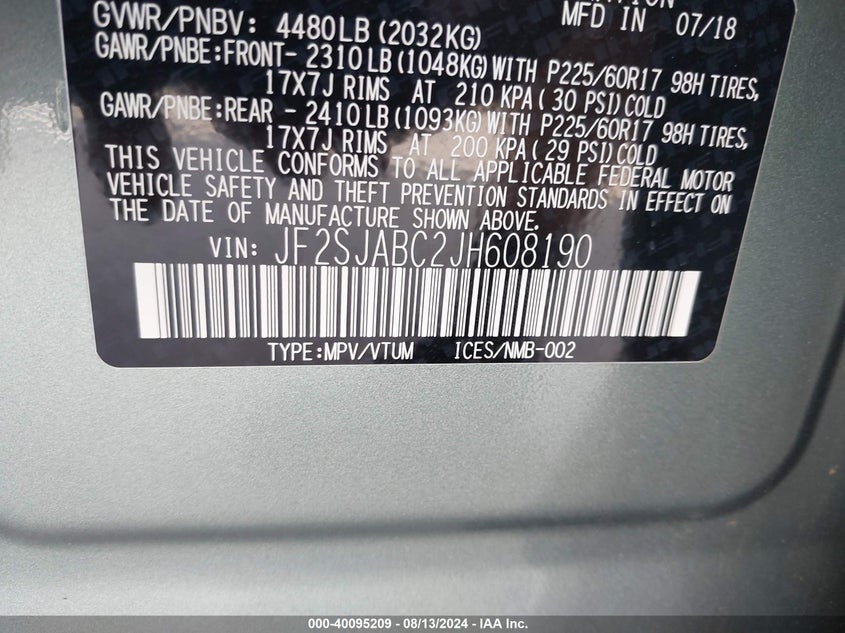 MFD IN 07/18
GVWR/PNBV: 4480LB (2032KG)
GAWR/PNBE:FRONT- 2310LB (1048KG) WITH P225/60R17 98H TIRES,
17X7J RIMS AT 210 KPA( 30 PSI)COLD
GAWR/PNBE:REAR - 2410LB (1093KG) WITH P225/60R17 98H TIRES,
17X7J RIMS AT 200 KPA( 29 PSI)COLD
THIS VEHICLE CONFORMS TO ALL APPLICABLE FEDERAL MOTOR
VEHICLE SAFETY AND THEFT PREVENTION STANDARDS IN EFFECT ON
THE DATE OF MANUFACTURE SHOWN ABOVE.
VIN: JF2SJABC2JH608190
TYPE:MPV/VTUM ICES/NMB-002
000-40095209 - 08/13/2024 - IAA Inc.